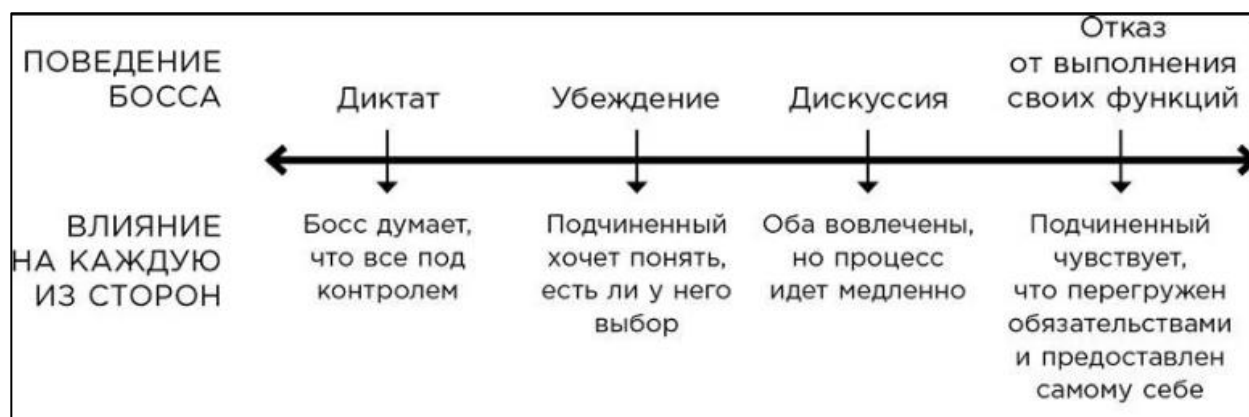 ПОВЕДЕНИЕ
БОССА
Диктат
Убеждение
Дискуссия
Отказ
от выполнения
своих функций
ВЛИЯНИЕ
НА КАЖДУЮ
ИЗ СТОРОН
Босс думает,
что все под
контролем
Подчиненный
хочет понять,
есть ли у него
выбор
Оба вовлечены,
но процесс
идет медленно
Подчиненный
чувствует,
что перегружен
обязательствами
и предоставлен
самому себе